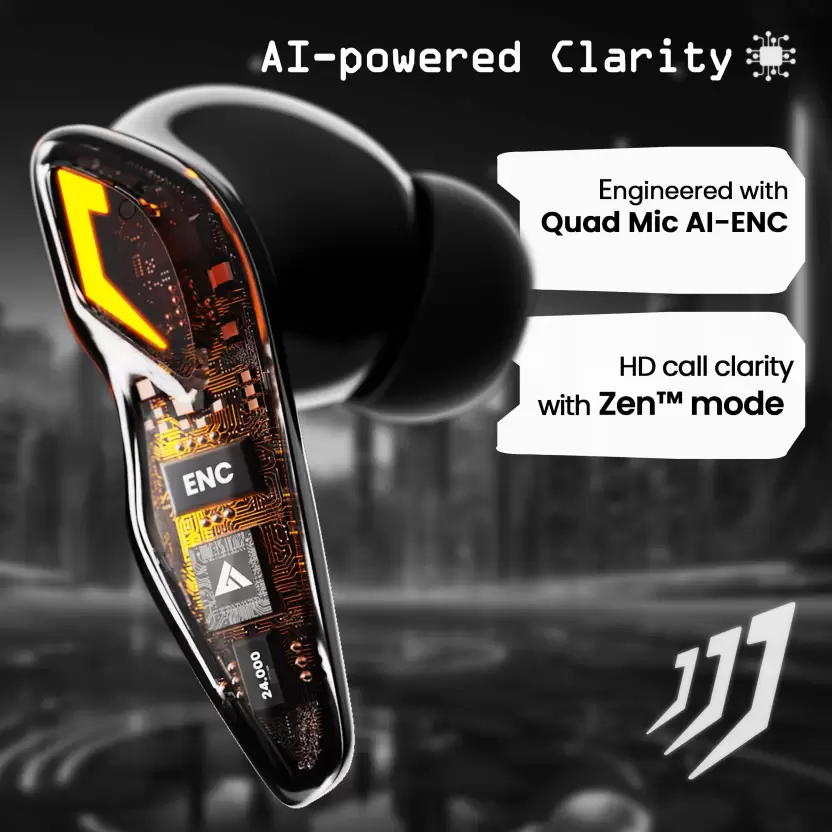 AI-powered Clarity
Engineered with
Quad Mic AI-ENC
HD call clarity
with Zen™ mode
ENC
24.000